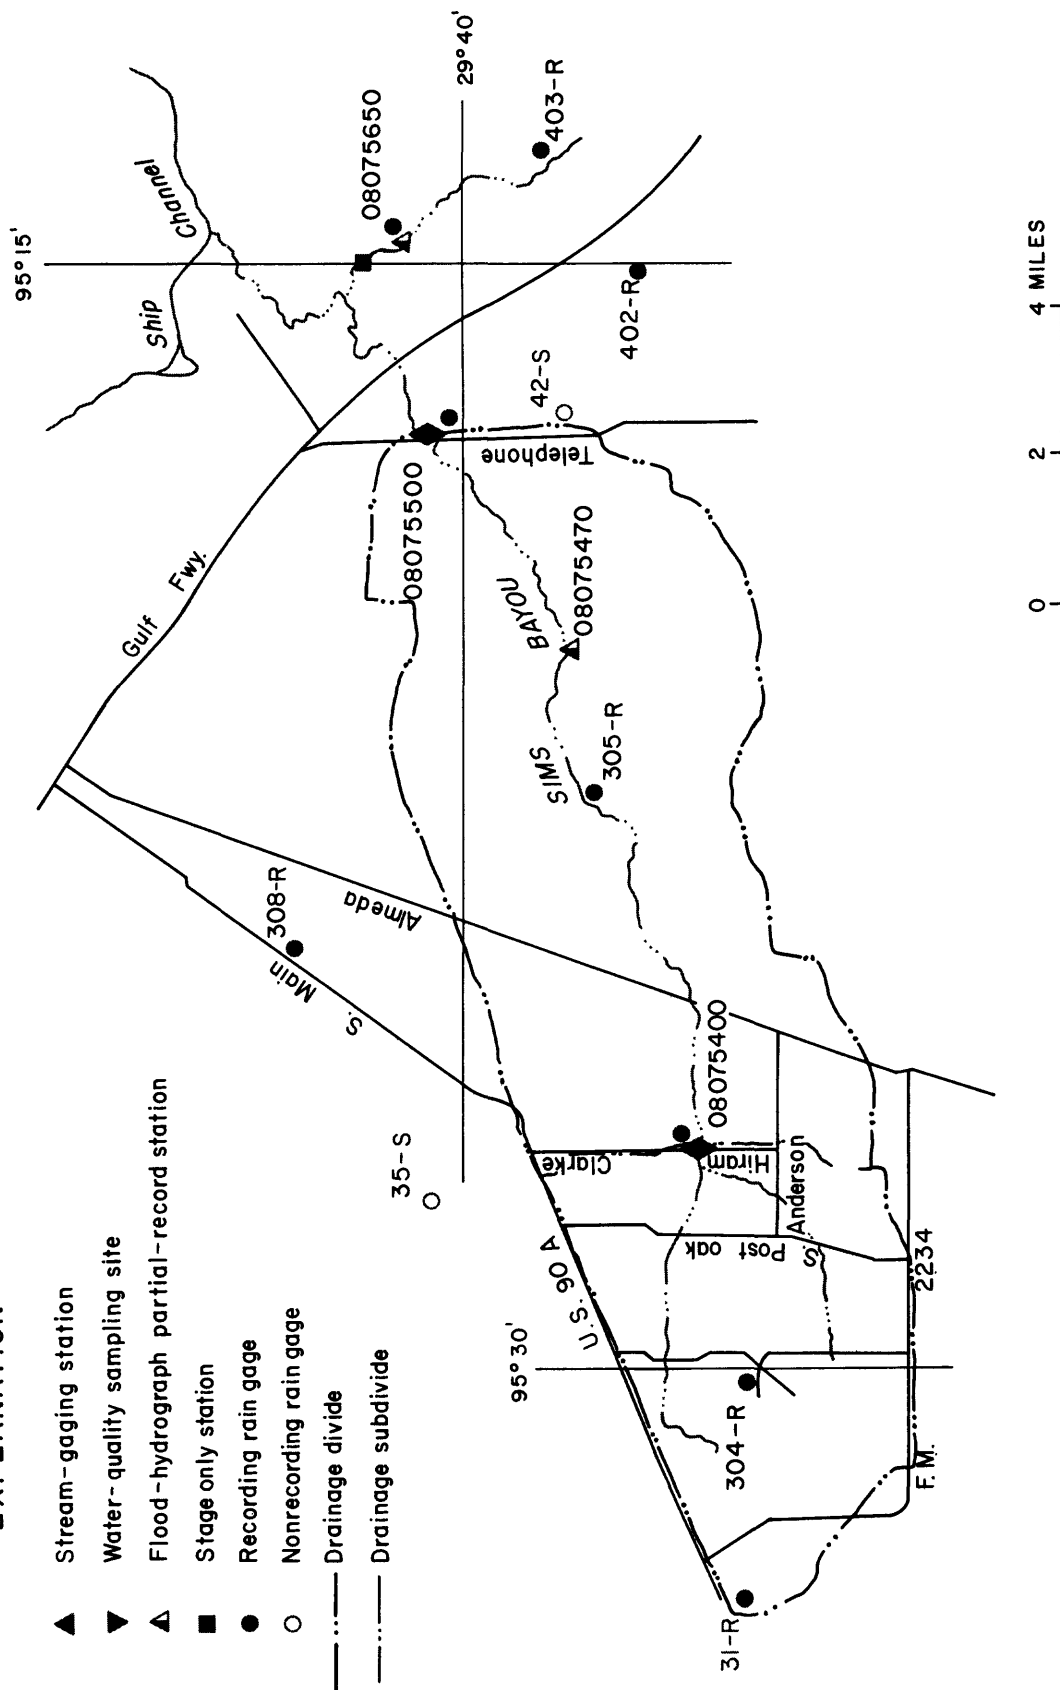 Stream-gaging station
Water-quality sampling site
Flood-hydrograph partial-record station
Stage only station
Recording rain gage
Nonrecording rain gage
Drainage divide
Drainage subdivide
95°15'
29°40'
Ship
Channel
08075650
403-R
402-R
42-S
Telephone
08075500
Gulf Fwy.
BAYOU
08075470
SIMS
305-R
308-R
Almeda
S. Main
35-S
08075400
Hiram Clarke
Anderson
S. Post oak
U.S. 90 A
95°30'
304-R
31-R
F.M. 2234
0 2 4 MILES